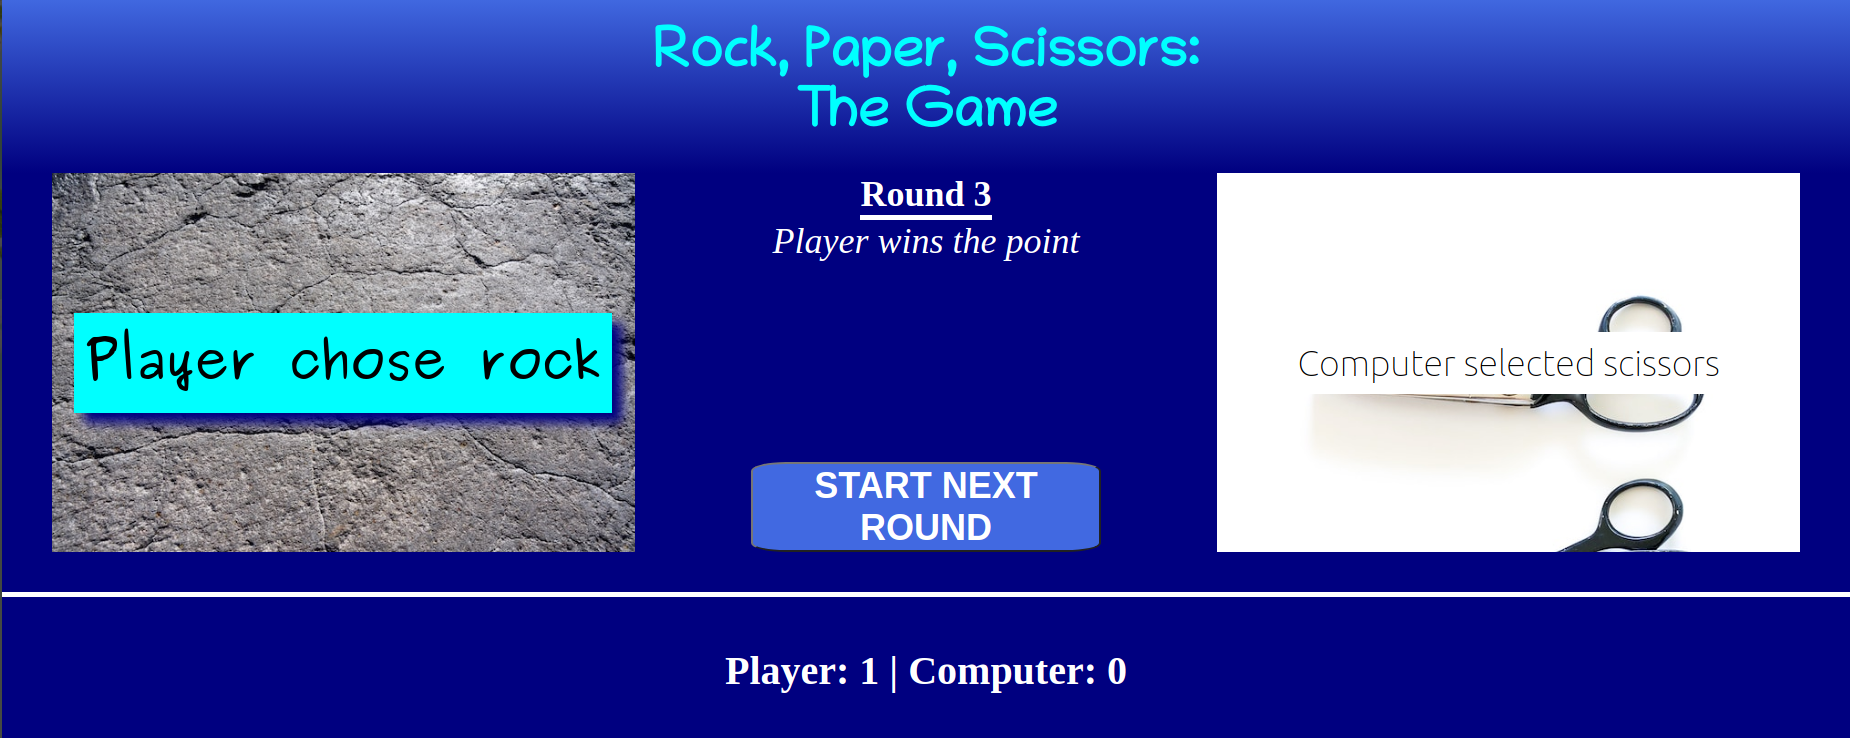 Rock, Paper, Scissors:
The Game
Player chose rock
Round 3
Player wins the point
START NEXT
ROUND
Computer selected scissors
Player: 1 | Computer: 0